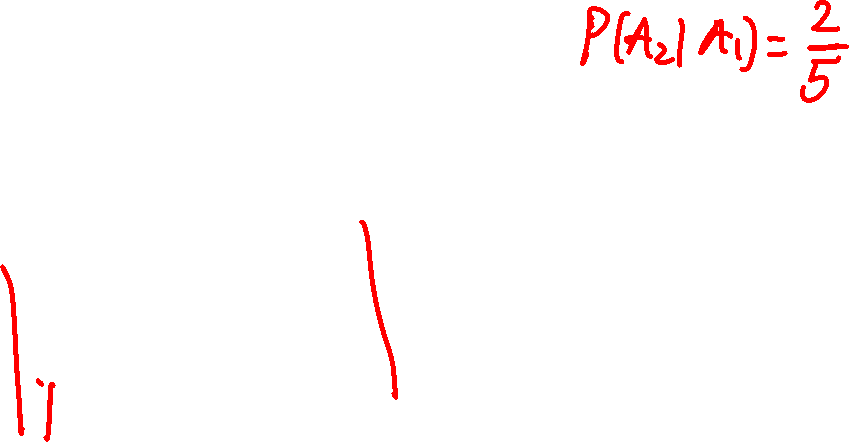 P(A₂| A₁) = 2/5